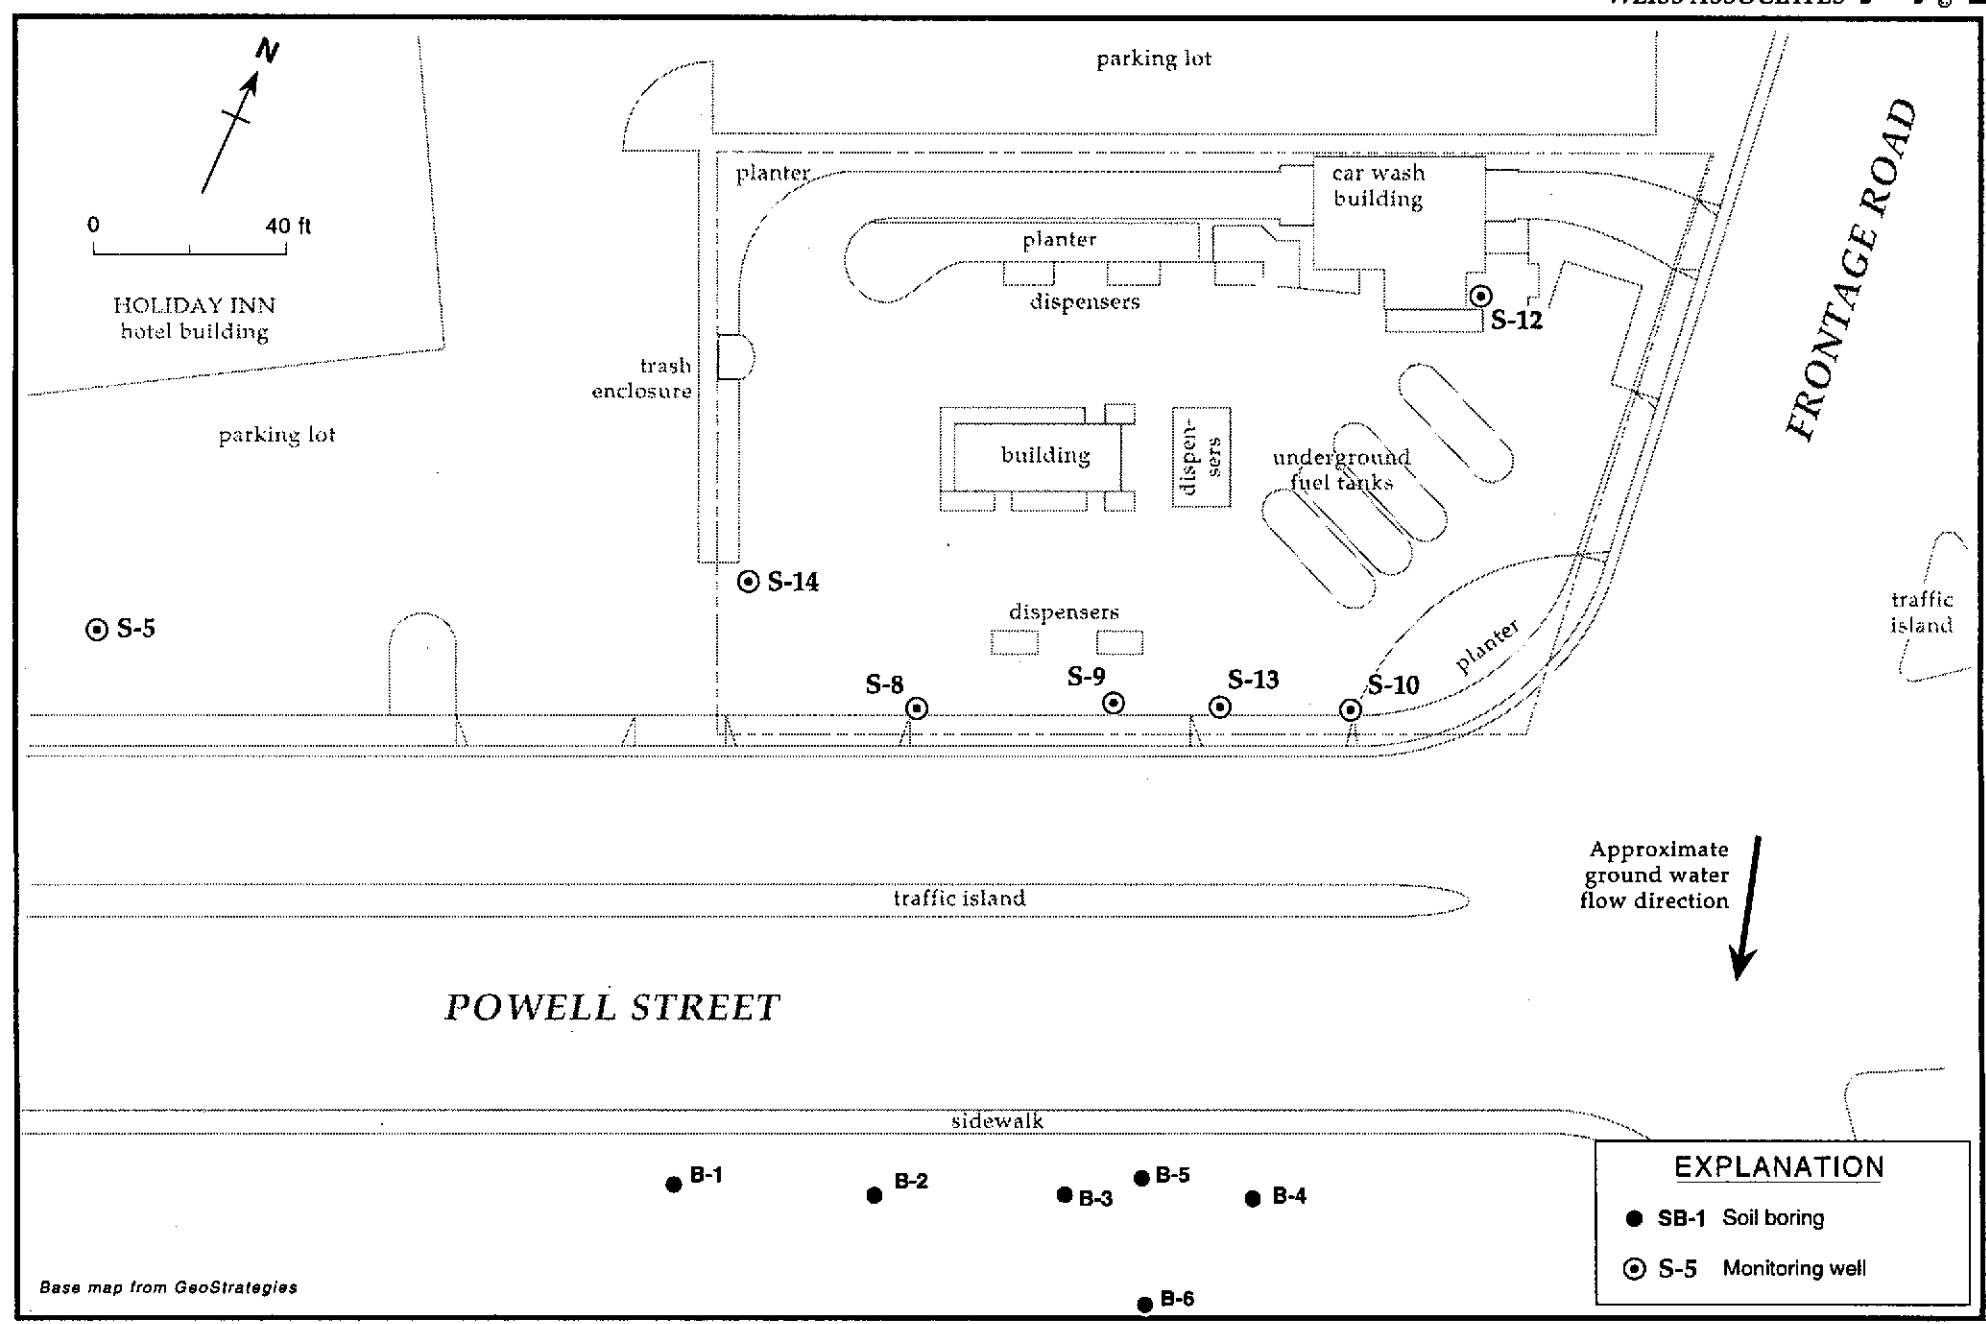 WEISS ASSOCIATES
N
0 40 ft
HOLIDAY INN
hotel building
parking lot
parking lot
planter
planter
dispensers
car wash
building
S-12
FRONTAGE ROAD
trash
enclosure
building
dispen-
sers
underground
fuel tanks
S-14
S-5
dispensers
S-8
S-9
S-13
S-10
planter
traffic
island
Approximate
ground water
flow direction
traffic island
POWELL STREET
sidewalk
B-1
B-2
B-3
B-5
B-4
B-6
EXPLANATION
SB-1 Soil boring
S-5 Monitoring well
Base map from GeoStrategies